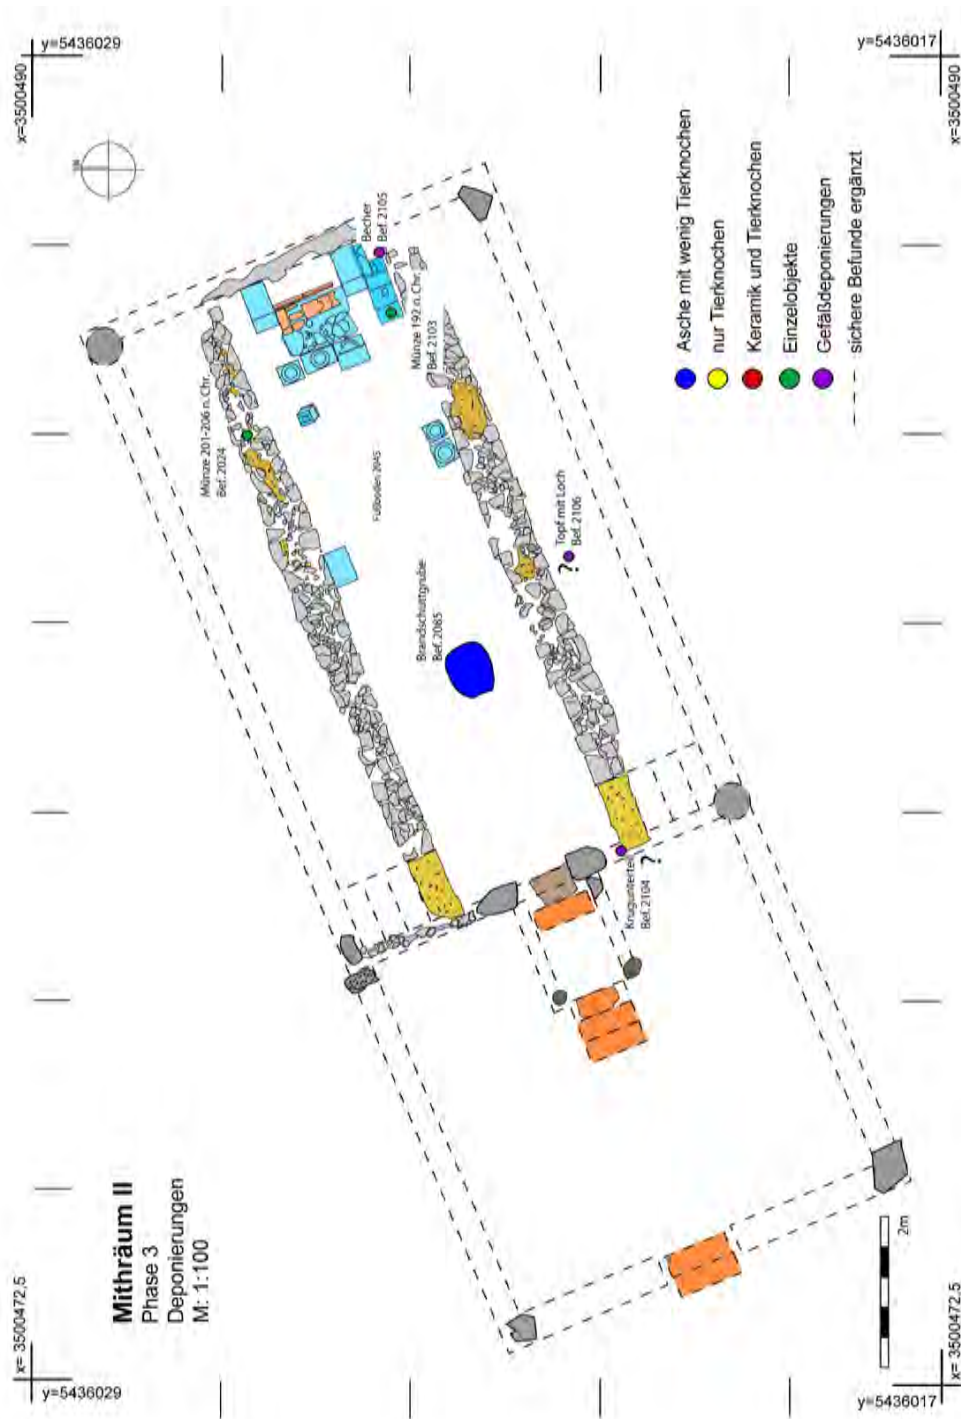 y=5436029
x=3500490
y=5436017
x=3500490
Becher
Bef. 2105
Münze 192 n. Chr.
Bef. 2103
Münze 201-206 n. Chr.
Bef. 2024
Fußboden 2045
Topf mit Loch
Bef. 2106
?
Brandschuttgrube
Bef. 2085
Krugunterteil
Bef. 2104
?
Asche mit wenig Tierknochen
nur Tierknochen
Keramik und Tierknochen
Einzelobjekte
Gefäßdeponierungen
sichere Befunde ergänzt
Mithräum II
Phase 3
Deponierungen
M: 1:100
2m
x= 3500472,5
y=5436029
x= 3500472,5
y=5436017